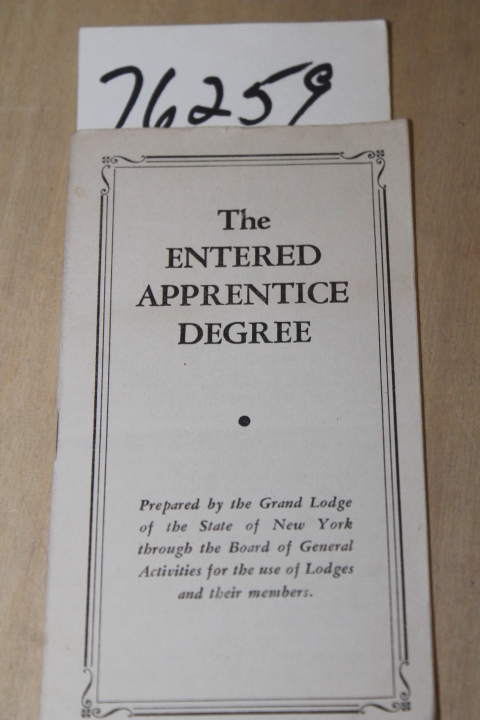 76259
The
ENTERED
APPRENTICE
DEGREE
Prepared by the Grand Lodge
of the State of New York
through the Board of General
Activities for the use of Lodges
and their members.